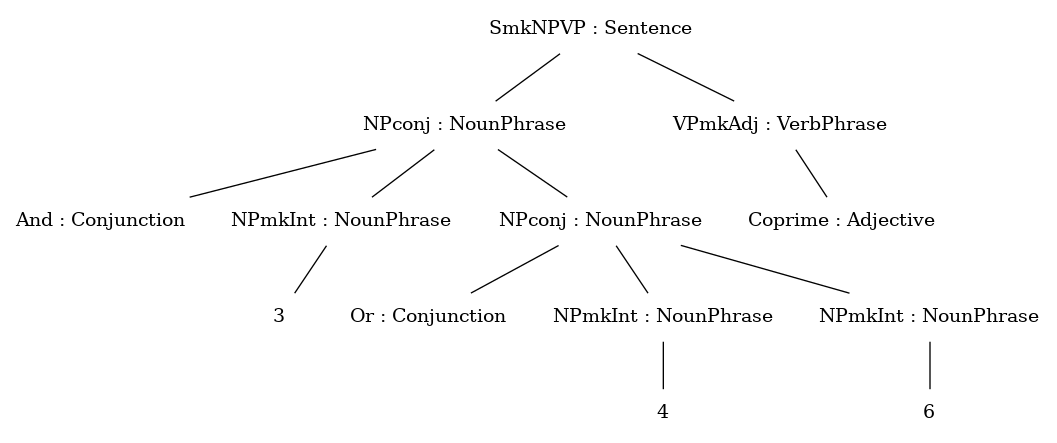 SmkNPVP : Sentence
NPconj : NounPhrase VPmkAdj : VerbPhrase
And : Conjunction NPmkInt : NounPhrase NPconj : NounPhrase Coprime : Adjective
3 Or : Conjunction NPmkInt : NounPhrase NPmkInt : NounPhrase
4 6